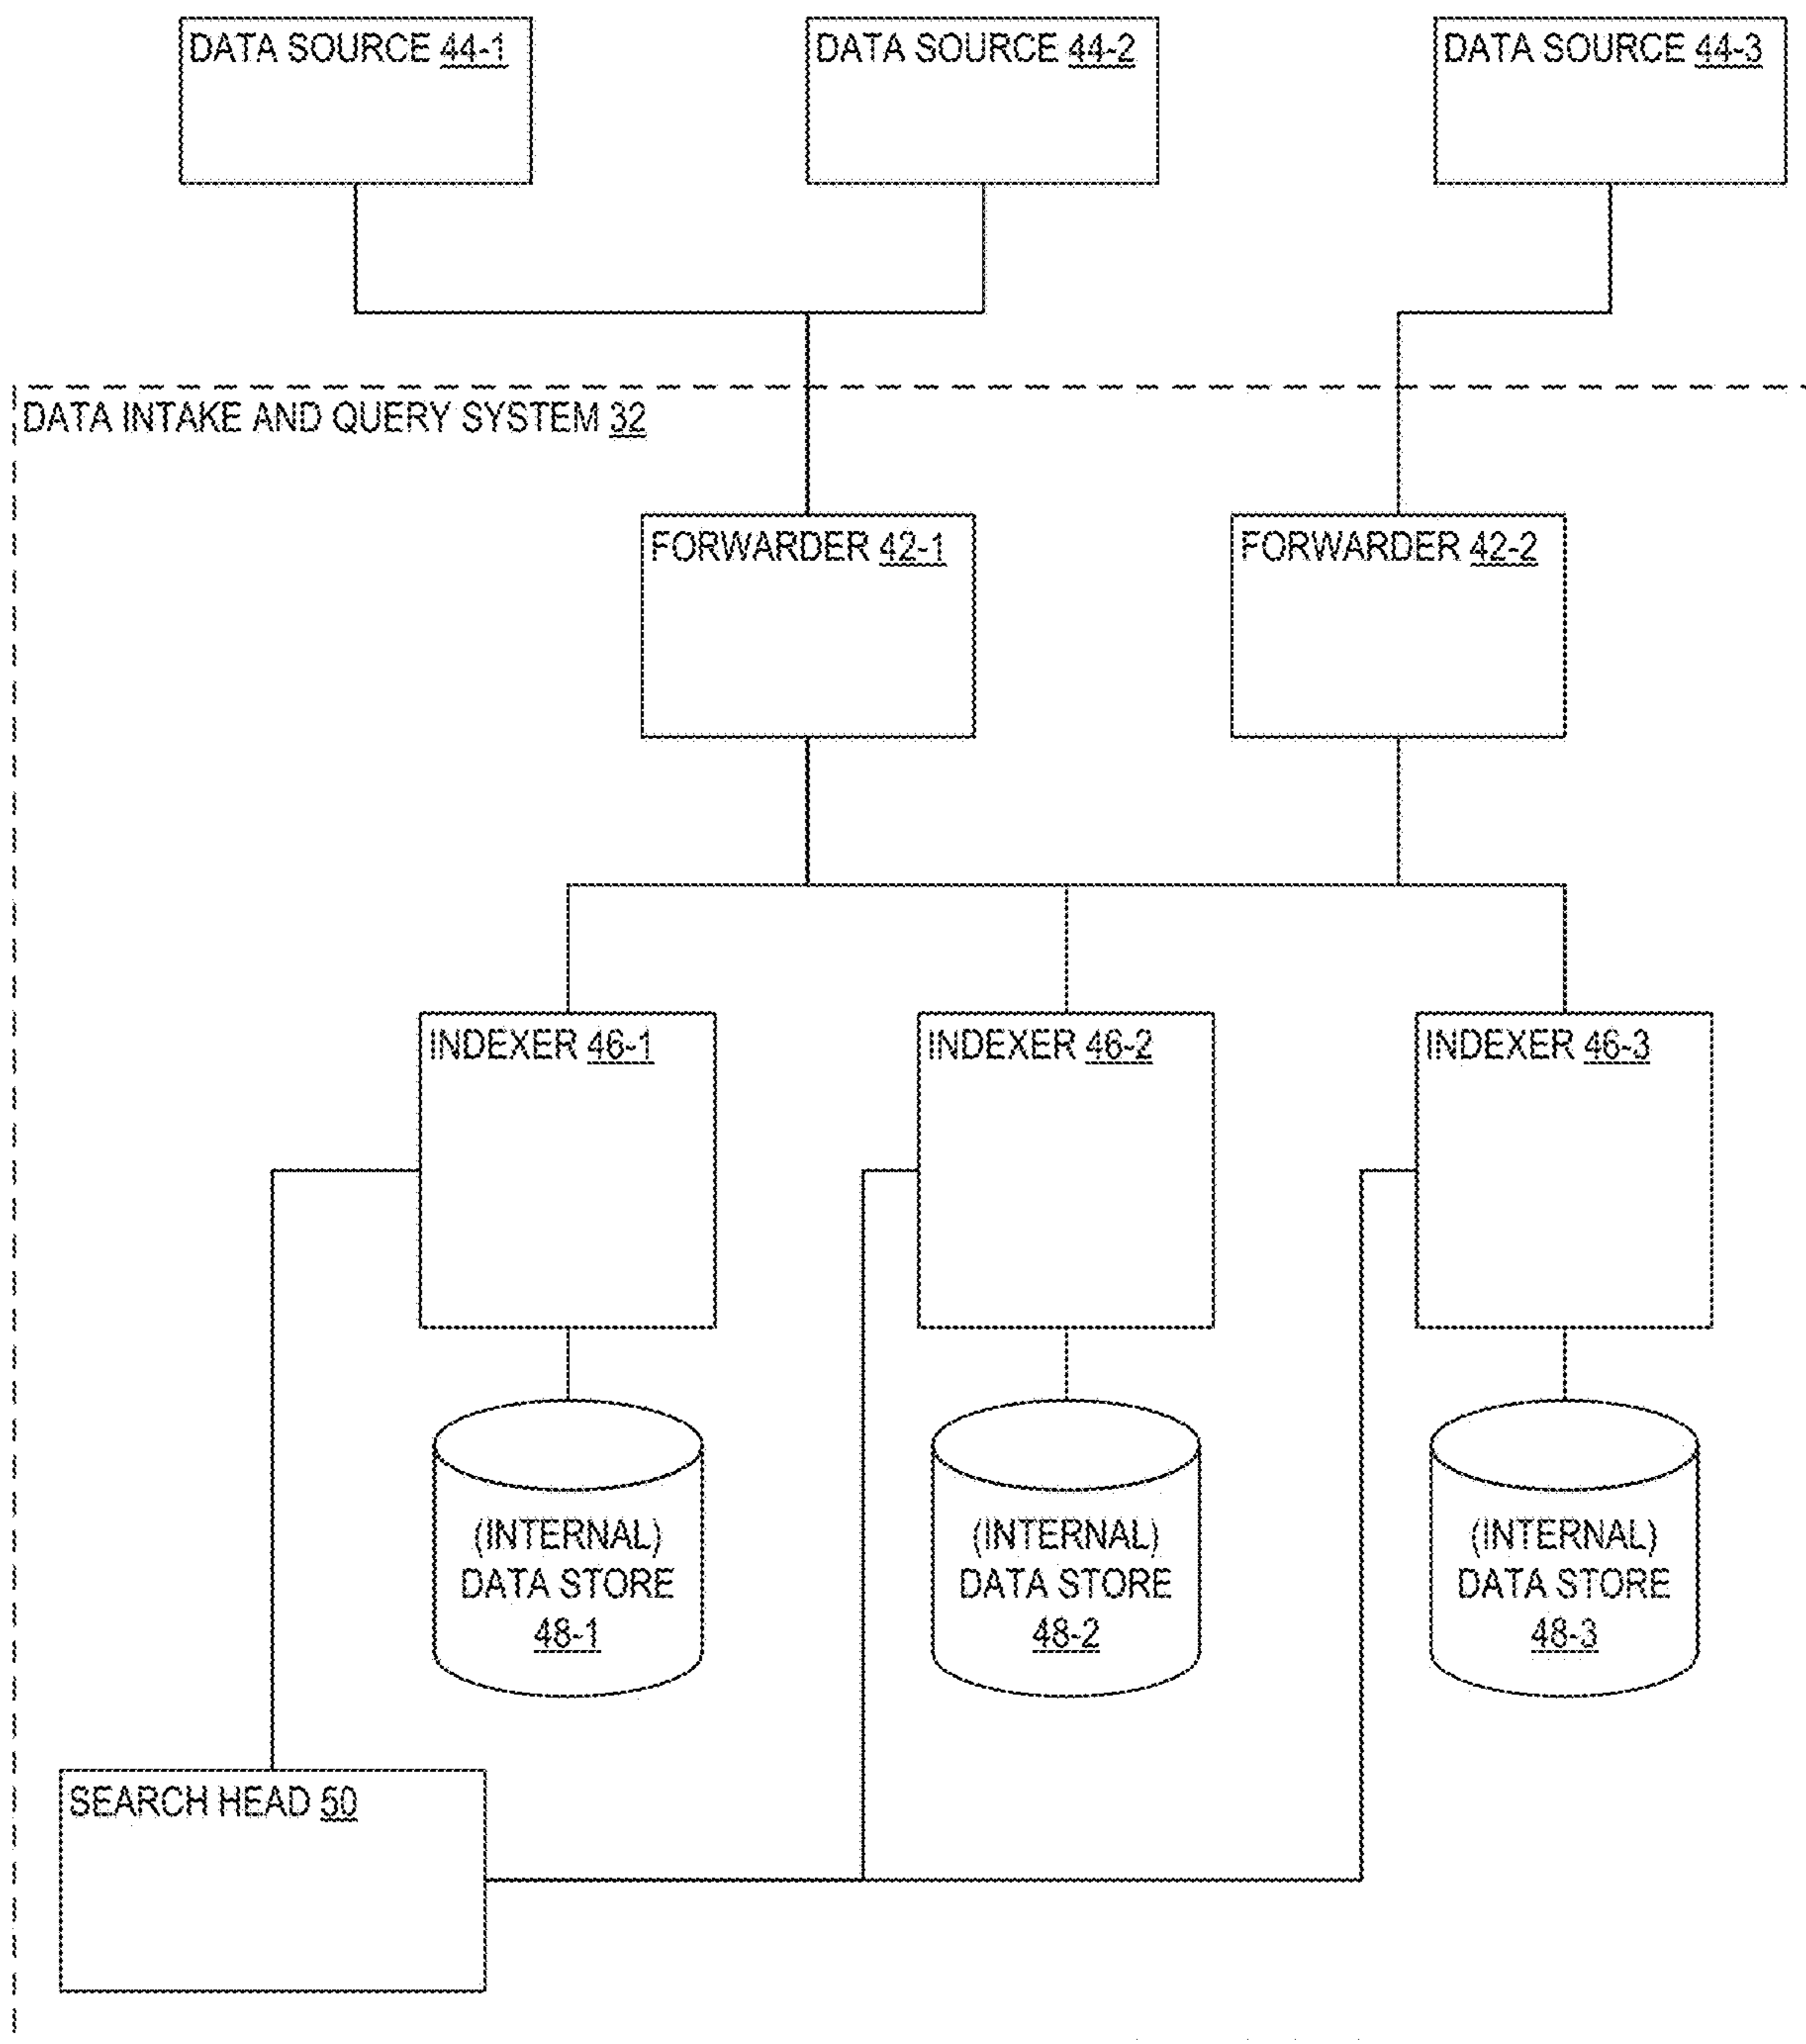 DATA SOURCE 44-1
DATA SOURCE 44-2
DATA SOURCE 44-3
DATA INTAKE AND QUERY SYSTEM 32
FORWARDER 42-1
FORWARDER 42-2
INDEXER 46-1
INDEXER 46-2
INDEXER 46-3
(INTERNAL)
DATA STORE
48-1
(INTERNAL)
DATA STORE
48-2
(INTERNAL)
DATA STORE
48-3
SEARCH HEAD 50